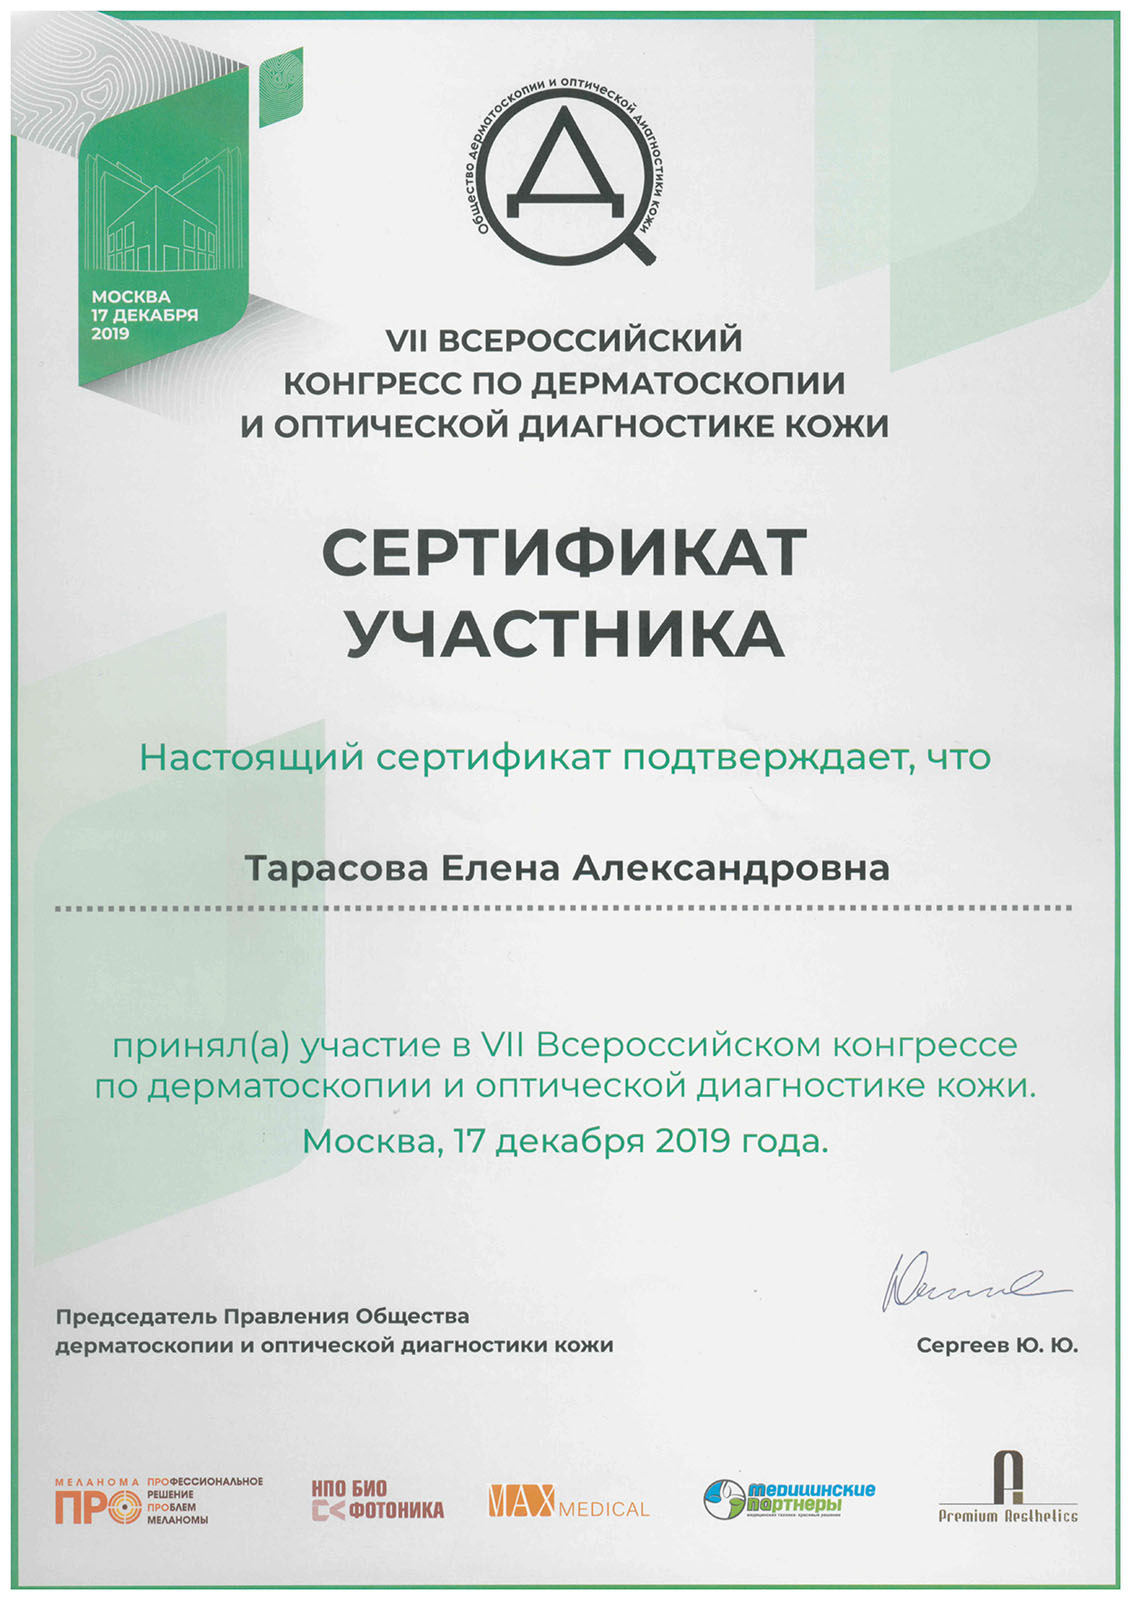 Общество дерматоскопии и оптической диагностики кожи
Д
МОСКВА
17 ДЕКАБРЯ
2019
VII ВСЕРОССИЙСКИЙ
КОНГРЕСС ПО ДЕРМАТОСКОПИИ
И ОПТИЧЕСКОЙ ДИАГНОСТИКЕ КОЖИ
СЕРТИФИКАТ
УЧАСТНИКА
Настоящий сертификат подтверждает, что
Тарасова Елена Александровна
принял(а) участие в VII Всероссийском конгрессе
по дерматоскопии и оптической диагностике кожи.
Москва, 17 декабря 2019 года.
Председатель Правления Общества
дерматоскопии и оптической диагностики кожи
Сергеев Ю. Ю.
МЕЛАНОМА
ПРО
ПРОФЕССИОНАЛЬНОЕ
РЕШЕНИЕ
ПРОБЛЕМ
МЕЛАНОМЫ
НПО БИО
ФОТОНИКА
MAX MEDICAL
медицинские
партнеры
медицинская техника: красивые решения
Premium Aesthetics